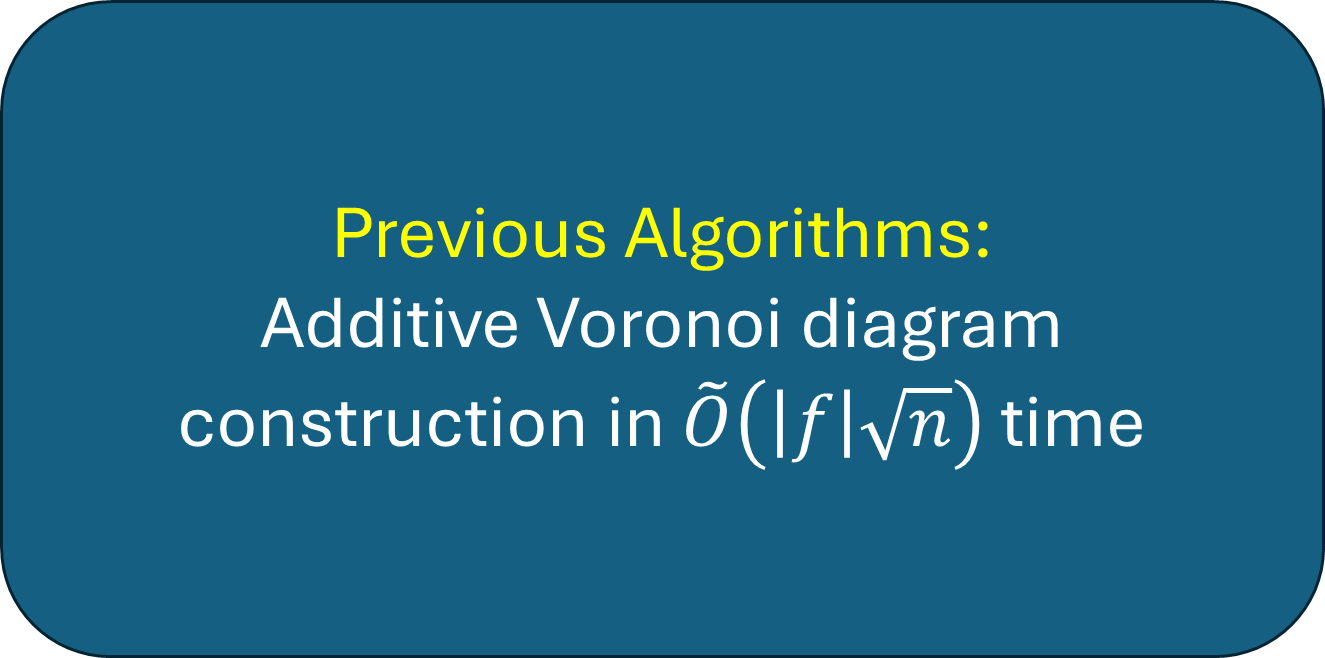 Previous Algorithms:
Additive Voronoi diagram
construction in Õ(|f|√n) time